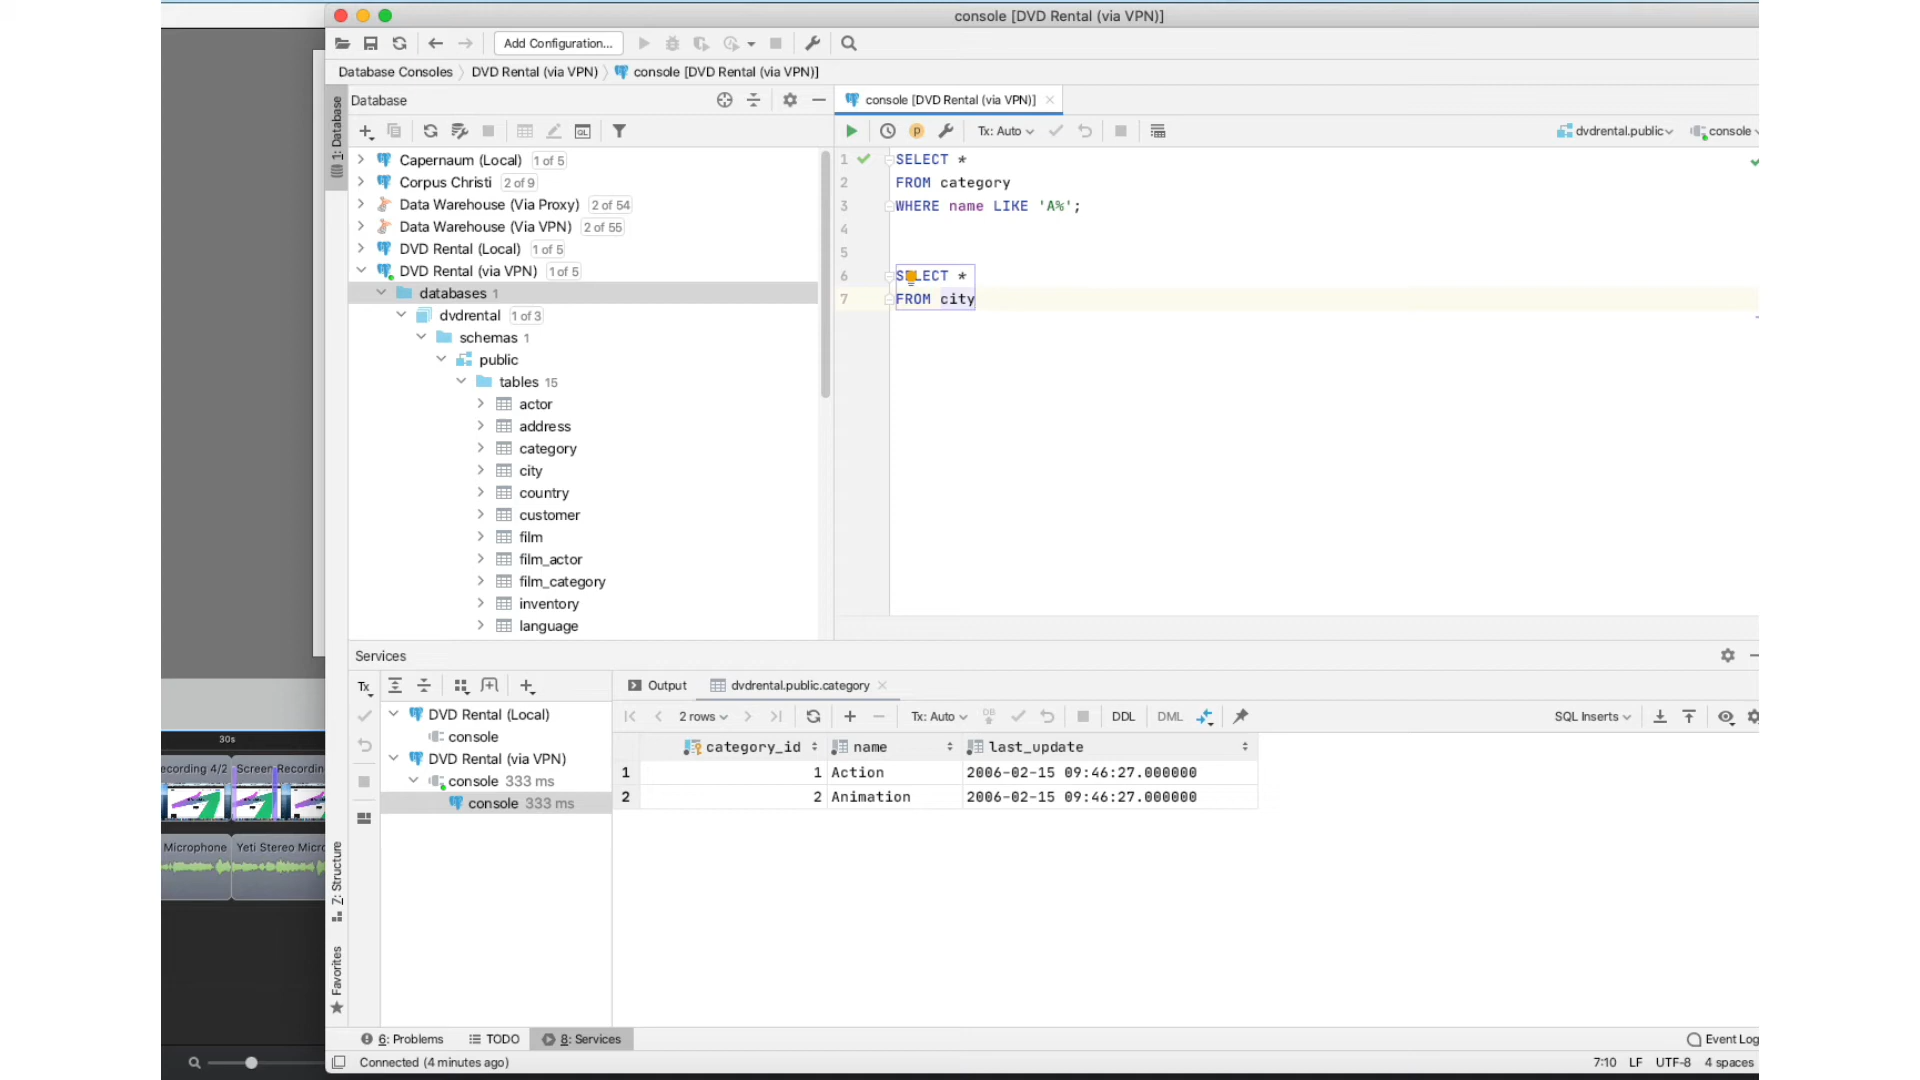 console [DVD Rental (via VPN)]
Add Configuration...
Database Consoles DVD Rental (via VPN) console [DVD Rental (via VPN)]
1: Database
Database
Capernaum (Local) 1 of 5
Corpus Christi 2 of 9
Data Warehouse (Via Proxy) 2 of 54
Data Warehouse (Via VPN) 2 of 55
DVD Rental (Local) 1 of 5
DVD Rental (via VPN) 1 of 5
databases 1
dvdrental 1 of 3
schemas 1
public
tables 15
actor
address
category
city
country
customer
film
film_actor
film_category
inventory
language
console [DVD Rental (via VPN)]
p Tx: Auto dvdrental.public console
1 SELECT *
2 FROM category
3 WHERE name LIKE 'A%';
4
5
6 SELECT *
7 FROM city
Services
Tx
DVD Rental (Local)
console
DVD Rental (via VPN)
console 333 ms
console 333 ms
Output dvdrental.public.category
2 rows Tx: Auto DB DDL DML SQL Inserts
category_id name last_update
1 1 Action 2006-02-15 09:46:27.000000
2 2 Animation 2006-02-15 09:46:27.000000
30s
ecording 4/2 Screen Recordin
Microphone Yeti Stereo Micr
Z: Structure
Favorites
6: Problems TODO 8: Services Event Log
Connected (4 minutes ago) 7:10 LF UTF-8 4 spaces